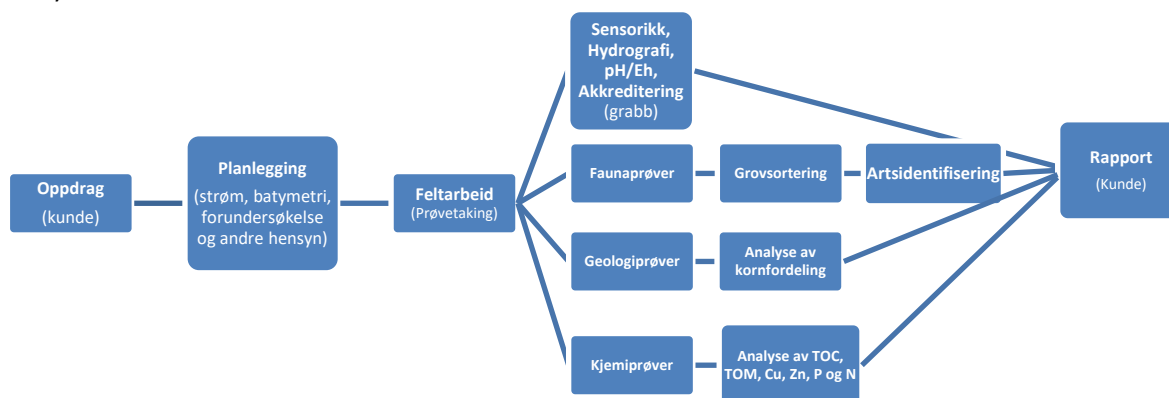 Oppdrag
(kunde)
Planlegging
(strøm, batymetri,
forundersøkelse
og andre hensyn)
Feltarbeid
(Prøvetaking)
Sensorikk,
Hydrografi,
pH/Eh,
Akkreditering
(grabb)
Faunaprøver
Grovsortering
Artsidentifisering
Geologiprøver
Analyse av
kornfordeling
Kjemiprøver
Analyse av TOC,
TOM, Cu, Zn, P og N
Rapport
(Kunde)